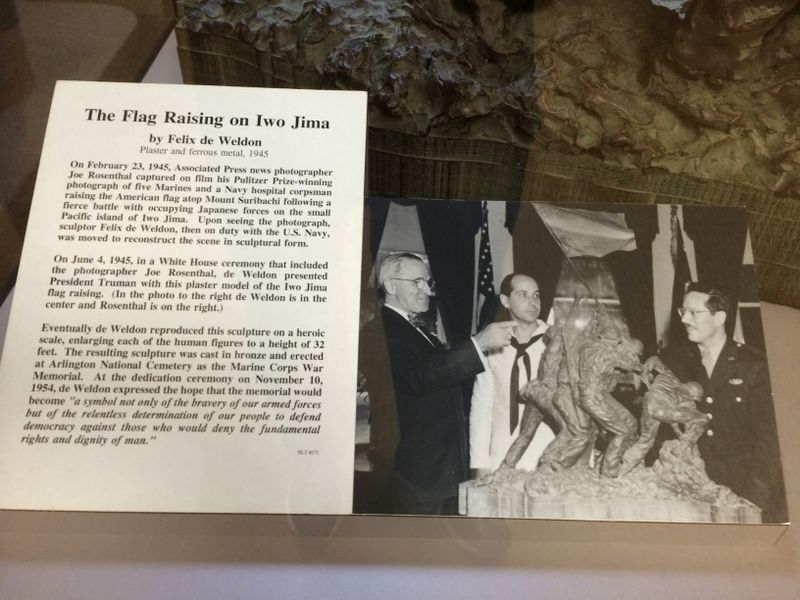 The Flag Raising on Iwo Jima
by Felix de Weldon
Plaster and ferrous metal, 1945
On February 23, 1945, Associated Press news photographer
Joe Rosenthal captured on film his Pulitzer Prize-winning
photograph of five Marines and a Navy hospital corpsman
raising the American flag atop Mount Suribachi following a
fierce battle with occupying Japanese forces on the small
Pacific island of Iwo Jima. Upon seeing the photograph,
sculptor Felix de Weldon, then on duty with the U.S. Navy,
was moved to reconstruct the scene in sculptural form.
On June 4, 1945, in a White House ceremony that included
the photographer Joe Rosenthal, de Weldon presented
President Truman with this plaster model of the Iwo Jima
flag raising. (In the photo to the right de Weldon is in the
center and Rosenthal is on the right.)
Eventually de Weldon reproduced this sculpture on a heroic
scale, enlarging each of the human figures to a height of 32
feet. The resulting sculpture was cast in bronze and erected
at Arlington National Cemetery as the Marine Corps War
Memorial. At the dedication ceremony on November 10,
1954, de Weldon expressed the hope that the memorial would
become "a symbol not only of the bravery of our armed forces
but of the relentless determination of our people to defend
democracy against those who would deny the fundamental
rights and dignity of man."